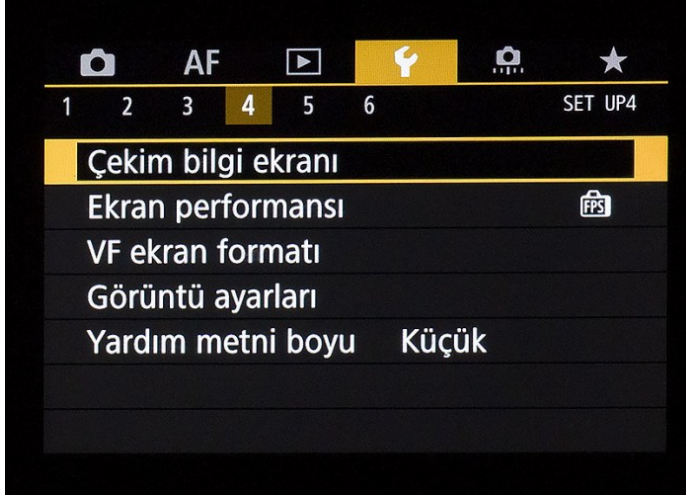 AF
1 2 3 4 5 6 SET UP4
Çekim bilgi ekranı
Ekran performansı FPS
VF ekran formatı
Görüntü ayarları
Yardım metni boyu Küçük